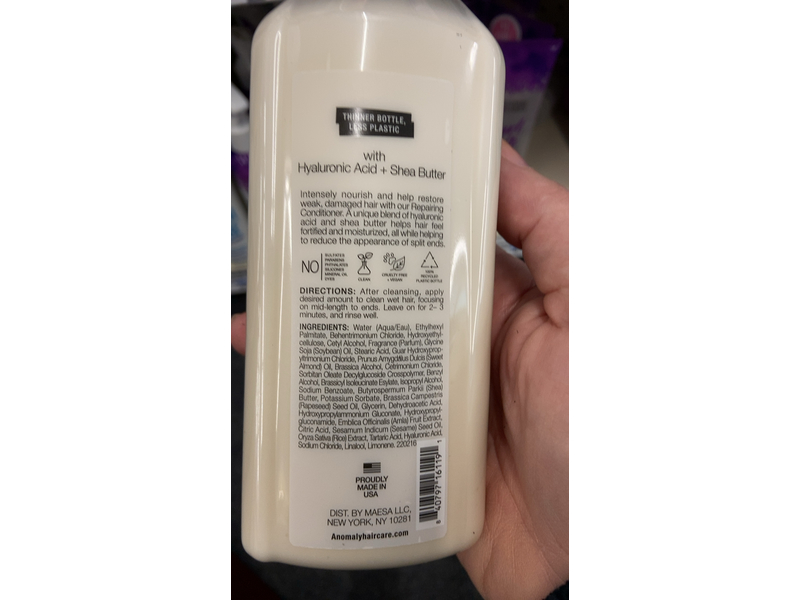 THINNER BOTTLE,
LESS PLASTIC
with
Hyaluronic Acid + Shea Butter
Intensely nourish and help restore
weak, damaged hair with our Repairing
Conditioner. A unique blend of hyaluronic
acid and shea butter helps hair feel
fortified and moisturized, all while helping
to reduce the appearance of split ends.
NO
SULFATES
PARABENS
PHTHALATES
SILICONES
MINERAL OIL
DYES
CLEAN
CRUELTY FREE
+ VEGAN
100%
RECYCLED
PLASTIC BOTTLE
DIRECTIONS: After cleansing, apply
desired amount to clean wet hair, focusing
on mid-length to ends. Leave on for 2– 3
minutes, and rinse well.
INGREDIENTS: Water (Aqua/Eau), Ethylhexyl
Palmitate, Behentrimonium Chloride, Hydroxyethyl-
cellulose, Cetyl Alcohol, Fragrance (Parfum), Glycine
Soja (Soybean) Oil, Stearic Acid, Guar Hydroxyprop-
yltrimonium Chloride, Prunus Amygdalus Dulcis (Sweet
Almond) Oil, Brassica Alcohol, Cetrimonium Chloride,
Sorbitan Oleate Decylglucoside Crosspolymer, Benzyl
Alcohol, Brassicyl Isoleucinate Esylate, Isopropyl Alcohol,
Sodium Benzoate, Butyrospermum Parkii (Shea)
Butter, Potassium Sorbate, Brassica Campestris
(Rapeseed) Seed Oil, Glycerin, Dehydroacetic Acid,
Hydroxypropylammonium Gluconate, Hydroxypropyl-
gluconamide, Emblica Officinalis (Amla) Fruit Extract,
Citric Acid, Sesamum Indicum (Sesame) Seed Oil,
Oryza Sativa (Rice) Extract, Tartaric Acid, Hyaluronic Acid,
Sodium Chloride, Linalool, Limonene. 220216
PROUDLY
MADE IN
USA
DIST. BY MAESA LLC,
NEW YORK, NY 10281
Anomalyhaircare.com
8 40797 16119 1